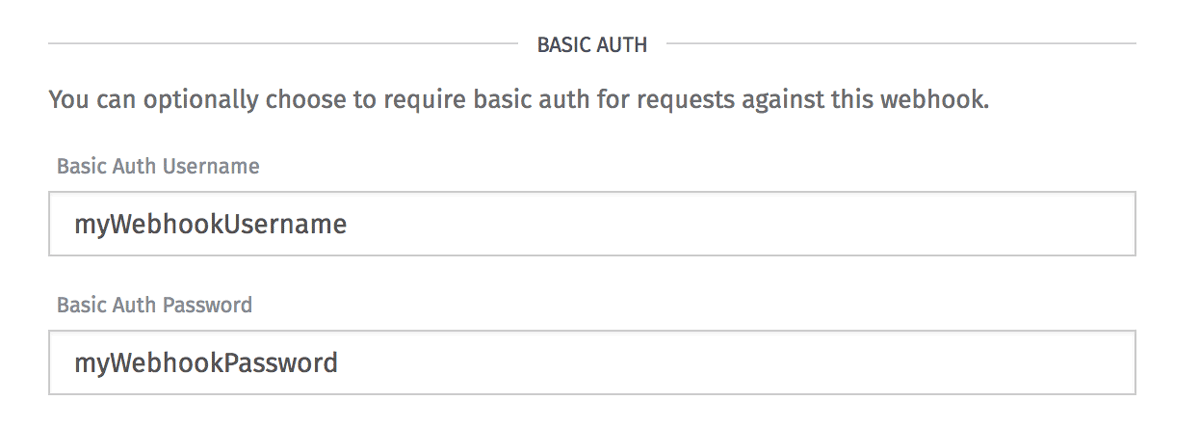 BASIC AUTH
You can optionally choose to require basic auth for requests against this webhook.
Basic Auth Username
myWebhookUsername
Basic Auth Password
myWebhookPassword